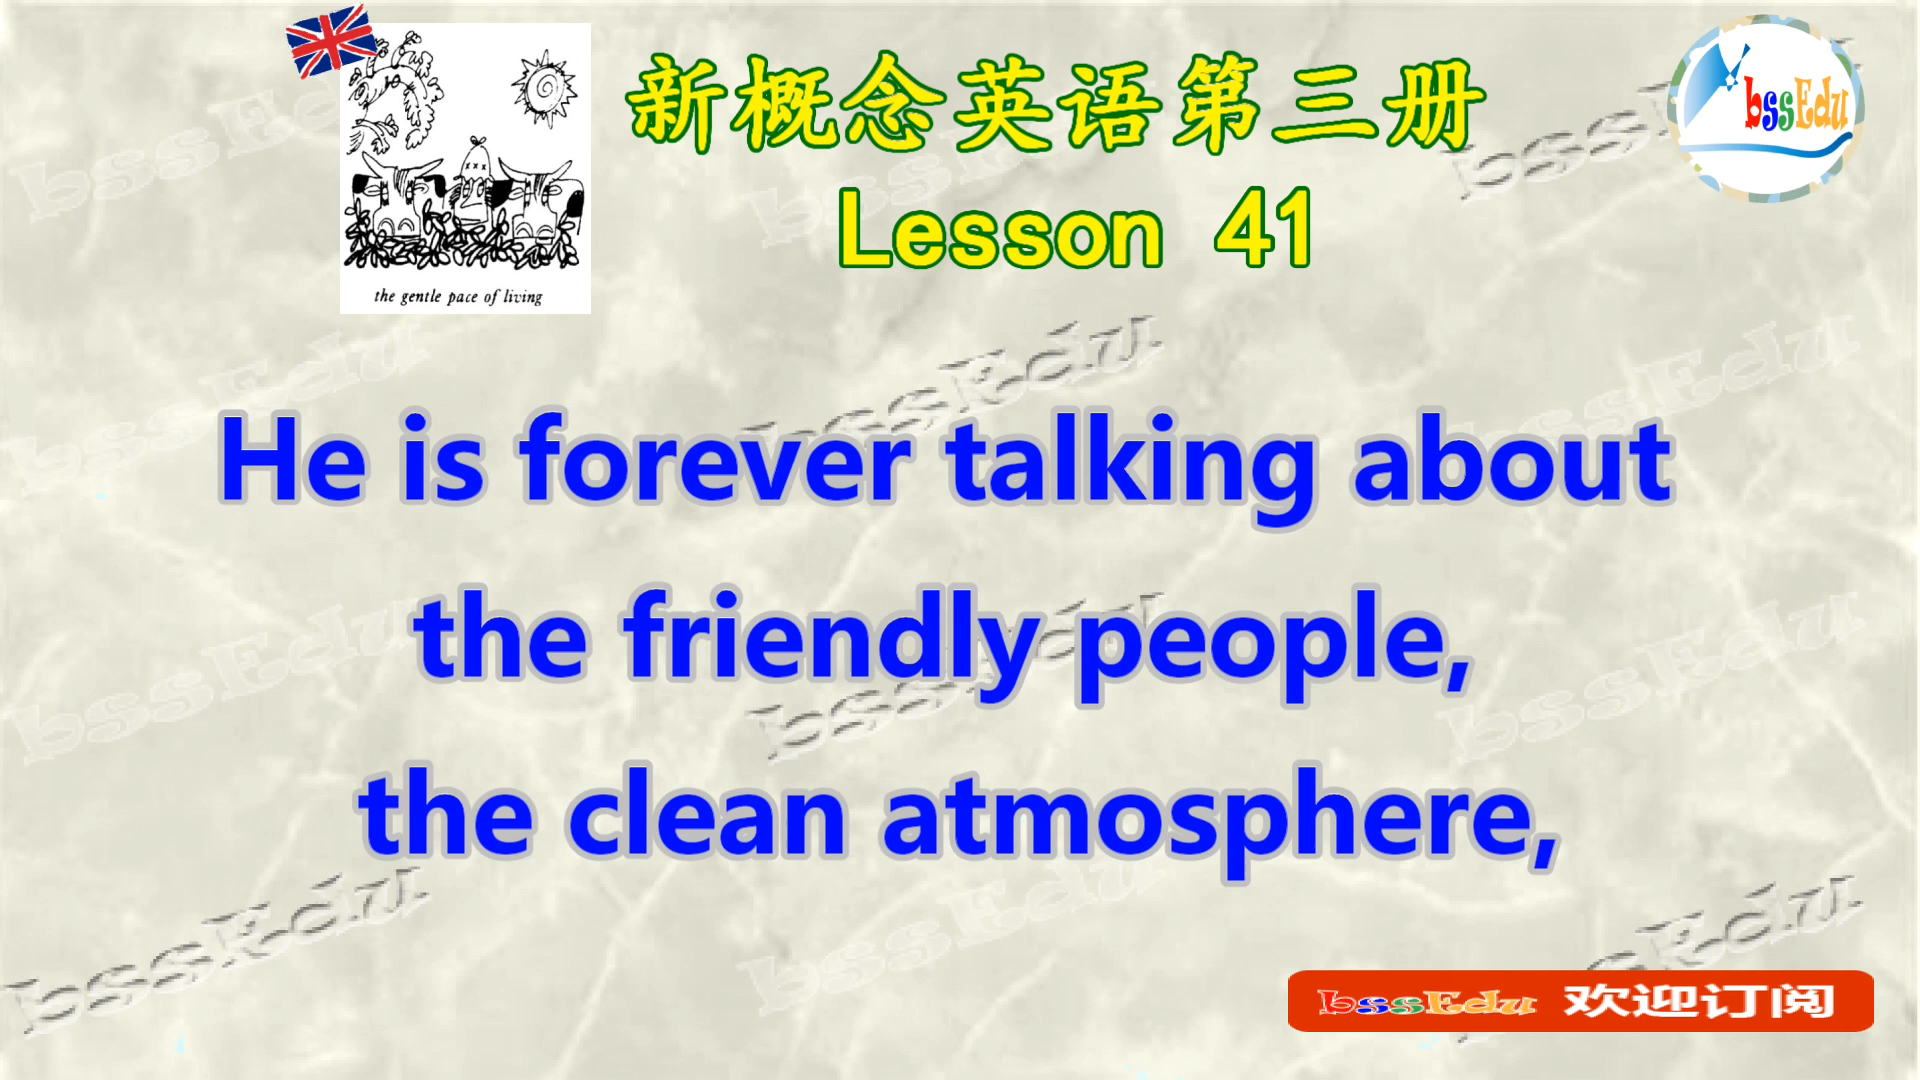 新概念英语第三册
bssEdu
Lesson 41
the gentle pace of living
He is forever talking about
the friendly people,
the clean atmosphere,
bssEdu 欢迎订阅